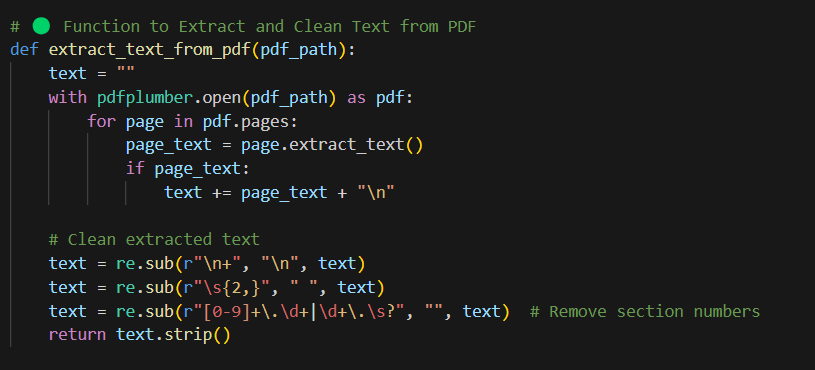 # 🟢 Function to Extract and Clean Text from PDF
def extract_text_from_pdf(pdf_path):
    text = ""
    with pdfplumber.open(pdf_path) as pdf:
        for page in pdf.pages:
            page_text = page.extract_text()
            if page_text:
                text += page_text + "\n"

    # Clean extracted text
    text = re.sub(r"\n+", "\n", text)
    text = re.sub(r"\s{2,}", " ", text)
    text = re.sub(r"[0-9]+\.\d+|\d+\.\s?", "", text)  # Remove section numbers
    return text.strip()